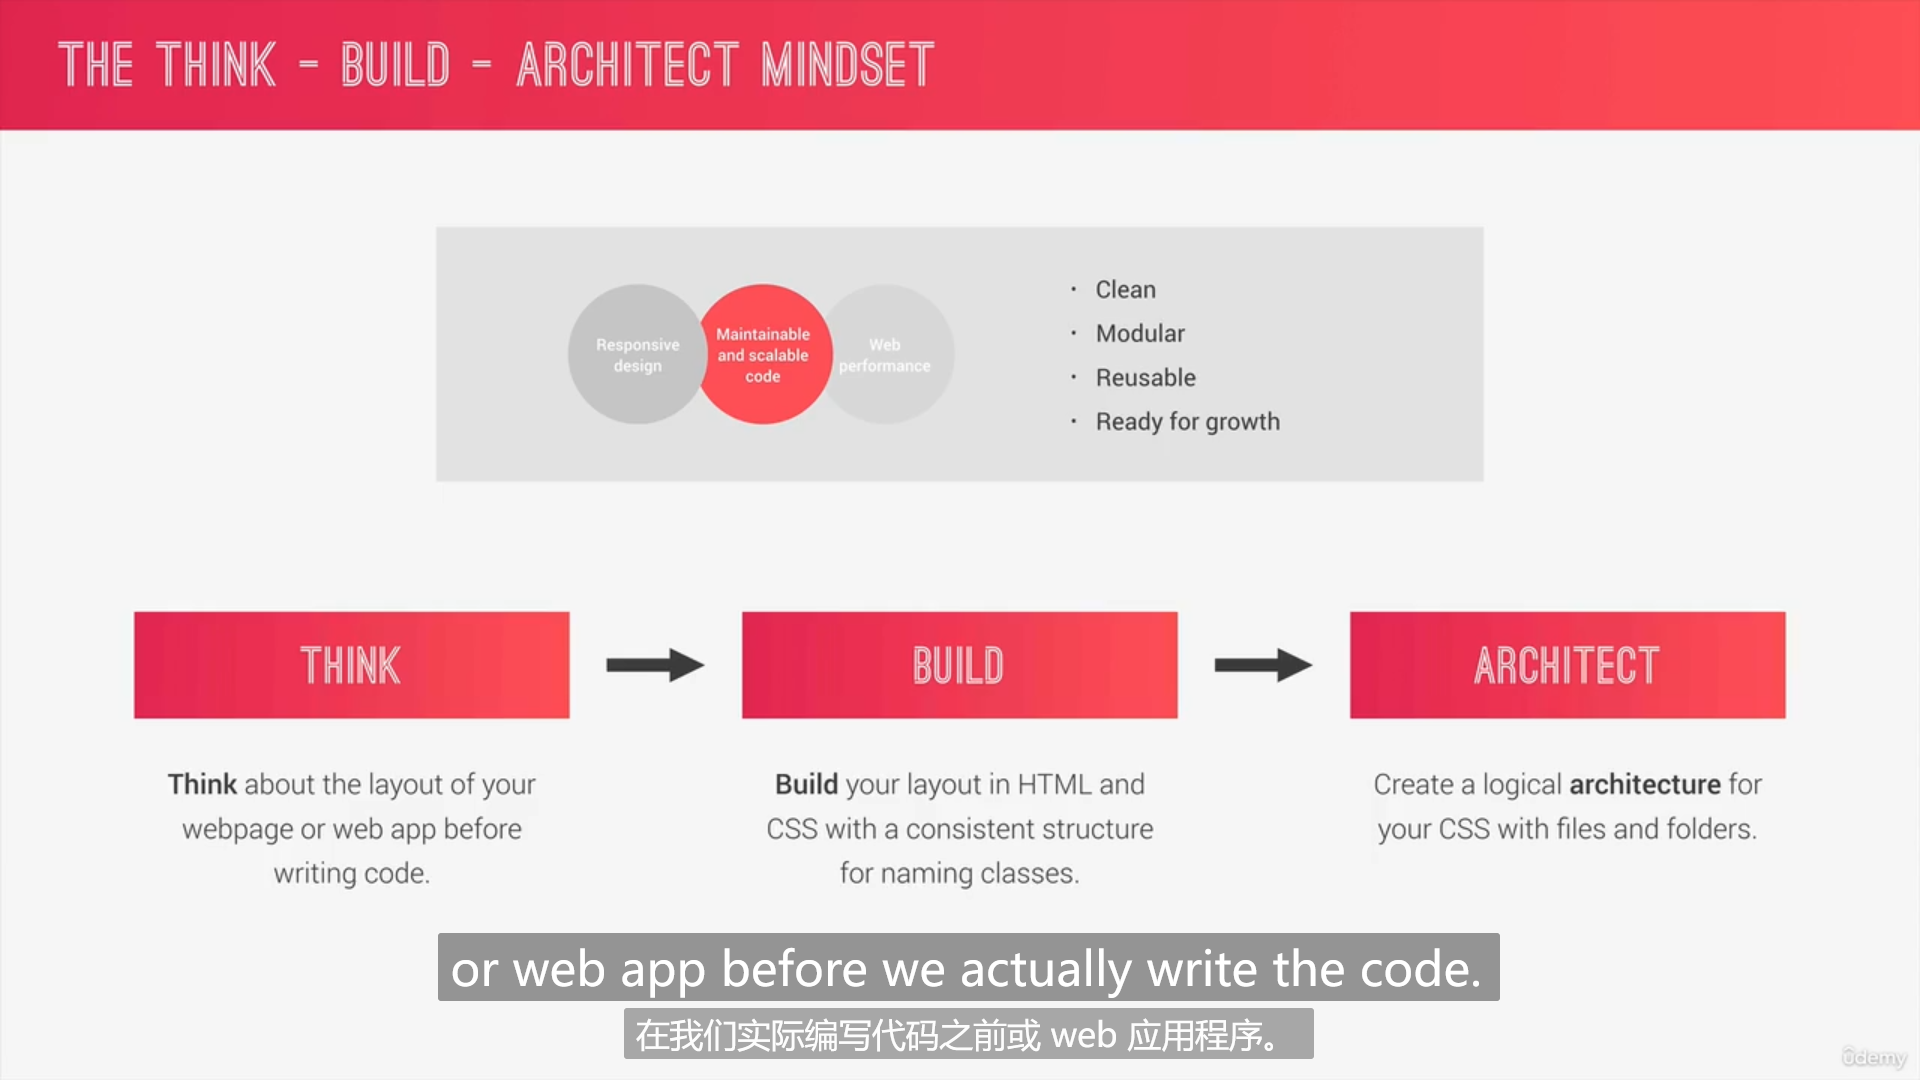 THE THINK - BUILD - ARCHITECT MINDSET
Responsive
design
Maintainable
and scalable
code
Web
performance
· Clean
· Modular
· Reusable
· Ready for growth
THINK
BUILD
ARCHITECT
Think about the layout of your
webpage or web app before
writing code.
Build your layout in HTML and
CSS with a consistent structure
for naming classes.
Create a logical architecture for
your CSS with files and folders.
or web app before we actually write the code.
在我们实际编写代码之前或 web 应用程序。
ûdemy